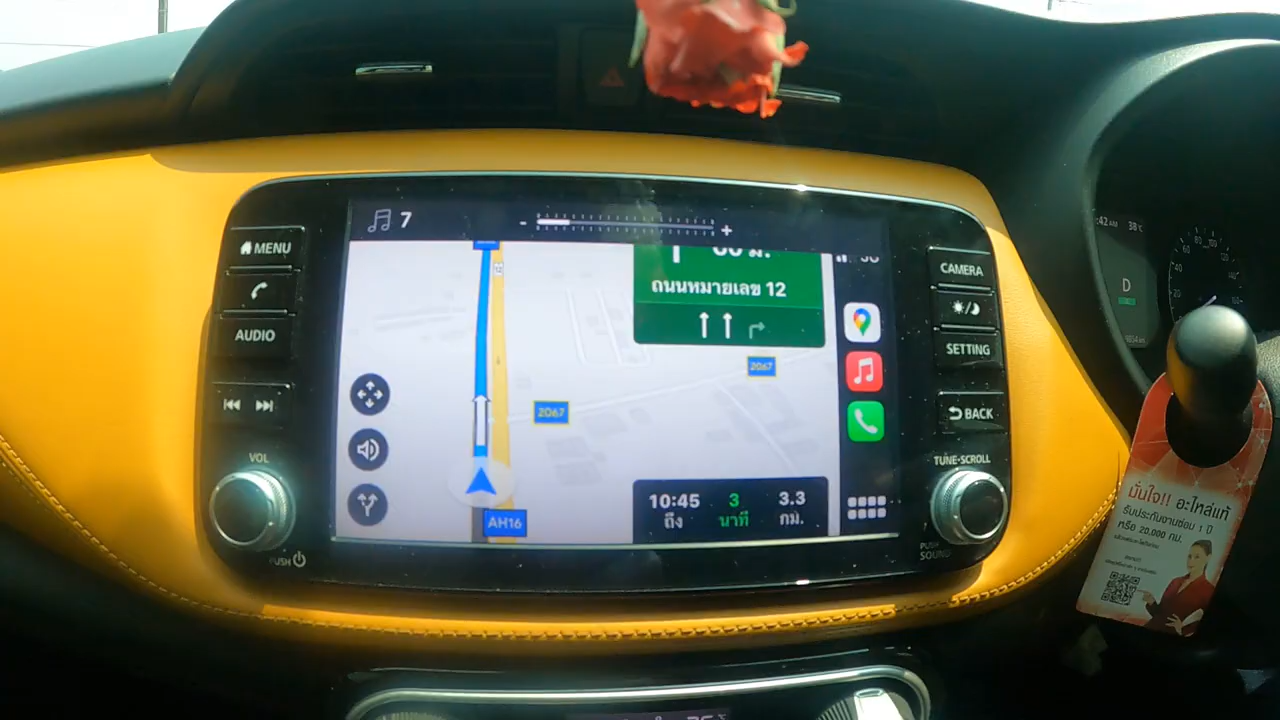 7
- +
MENU
AUDIO
VOL
PUSH
12
ถนนหมายเลข 12
2067
2067
AH16
10:45 3 3.3
ถึง นาที กม.
CAMERA
SETTING
BACK
TUNE·SCROLL
PUSH
SOUND
:42 AM 38℃
D
มั่นใจ!! อะไหล่แท้
รับประกันงานซ่อม 1 ปี
หรือ 20,000 กม.